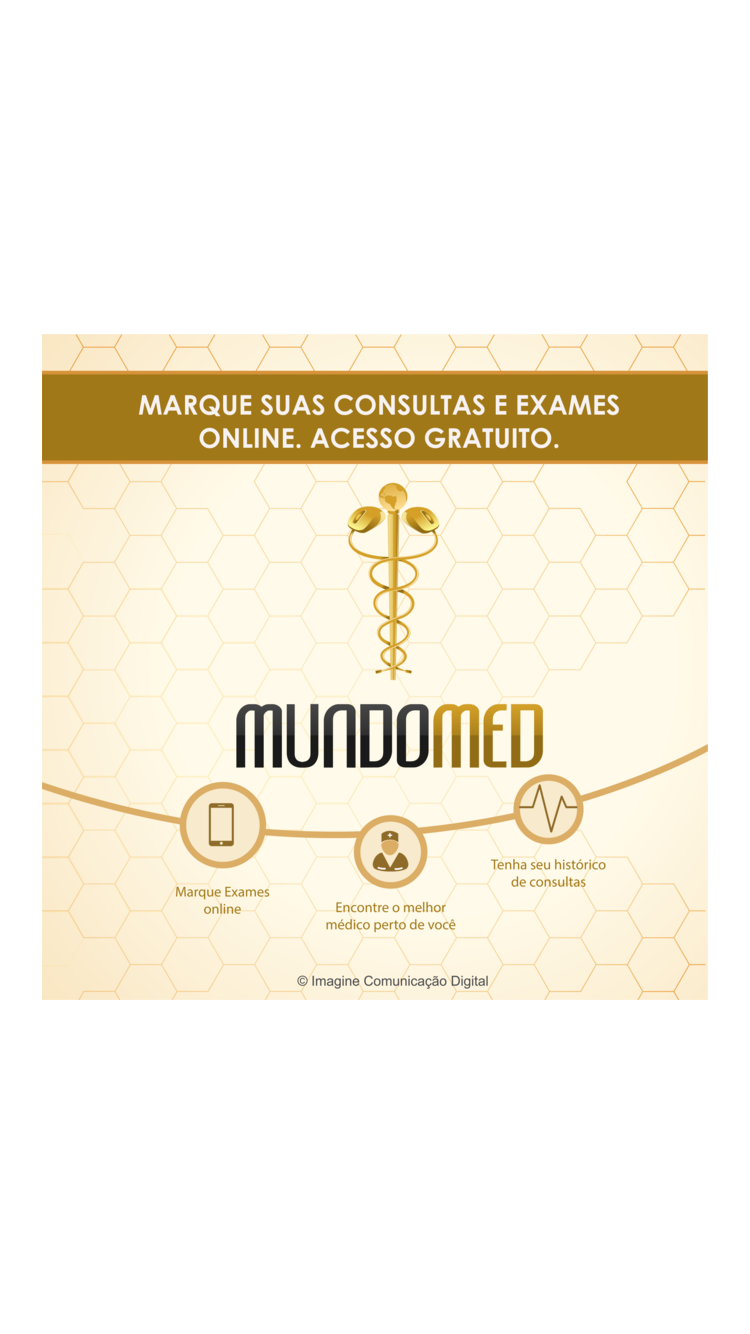 MARQUE SUAS CONSULTAS E EXAMES
ONLINE. ACESSO GRATUITO.
MUNDOMED
Marque Exames
online
Encontre o melhor
médico perto de você
Tenha seu histórico
de consultas
© Imagine Comunicação Digital